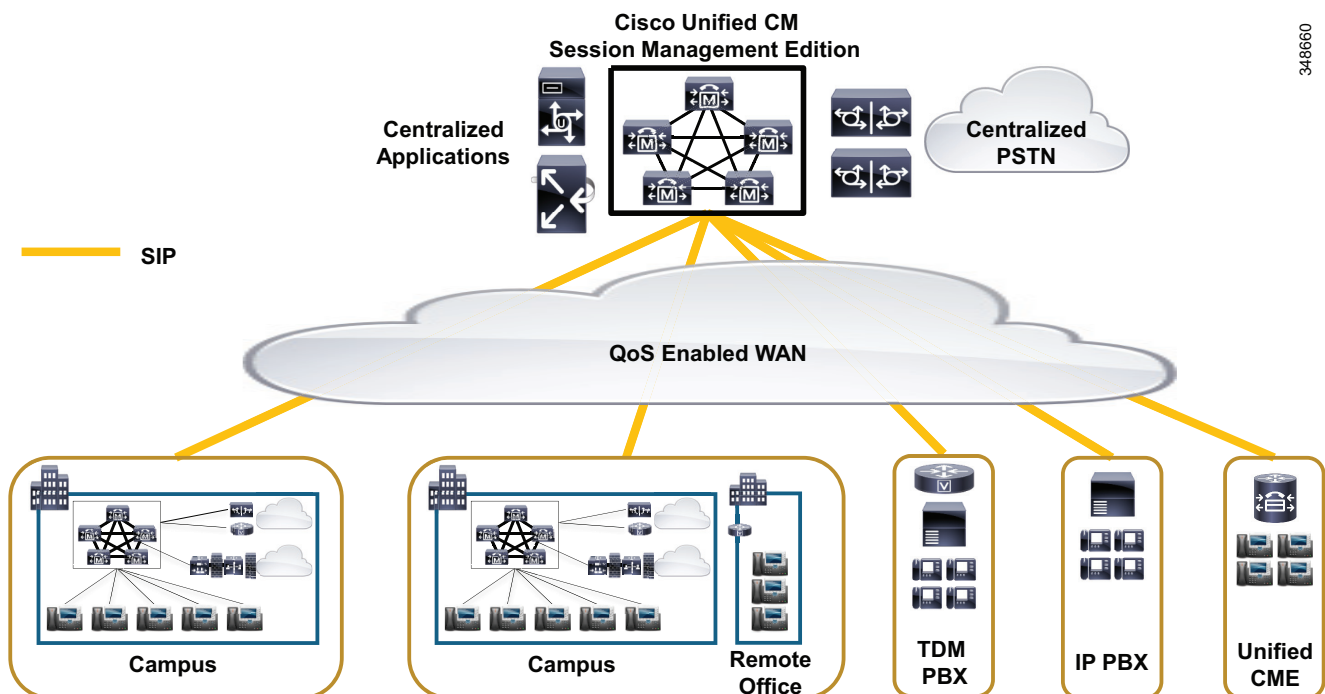 Cisco Unified CM
Session Management Edition
348660
Centralized
Applications
Centralized
PSTN
SIP
QoS Enabled WAN
Campus
Campus
Remote
Office
TDM
PBX
IP PBX
Unified
CME
M
M
M
M
M
U
V